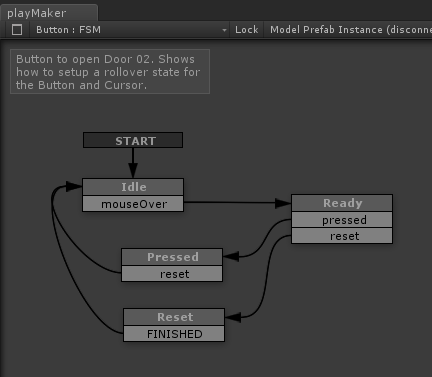 playMaker
Button : FSM
Lock
Model Prefab Instance (disconne
Button to open Door 02. Shows
how to setup a rollover state for
the Button and Cursor.
START
Idle
mouseOver
Ready
pressed
reset
Pressed
reset
Reset
FINISHED